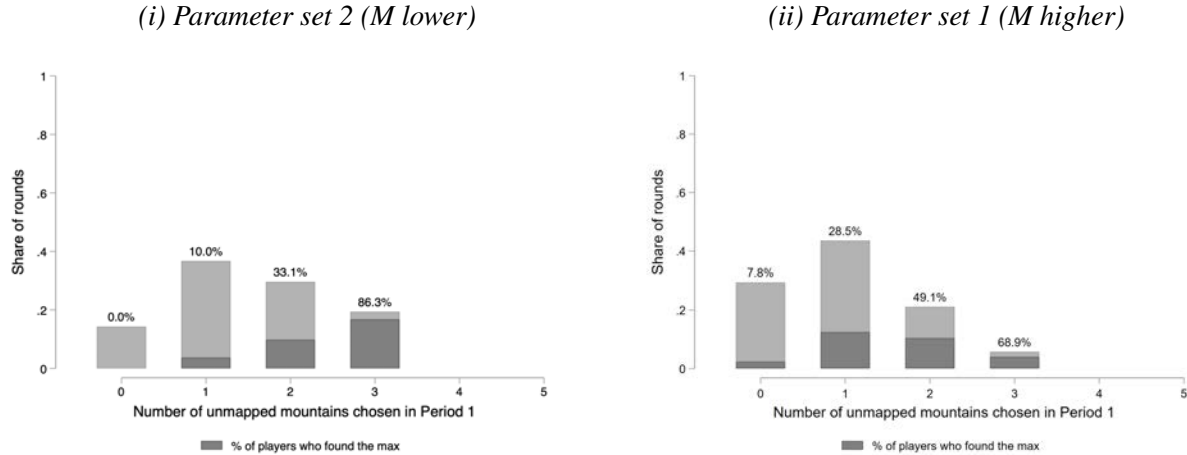 (i) Parameter set 2 (M lower)
(ii) Parameter set 1 (M higher)
1
.8
.6
.4
.2
0
Share of rounds
0.0%
10.0%
33.1%
86.3%
0 1 2 3 4 5
Number of unmapped mountains chosen in Period 1
% of players who found the max
1
.8
.6
.4
.2
0
Share of rounds
7.8%
28.5%
49.1%
68.9%
0 1 2 3 4 5
Number of unmapped mountains chosen in Period 1
% of players who found the max